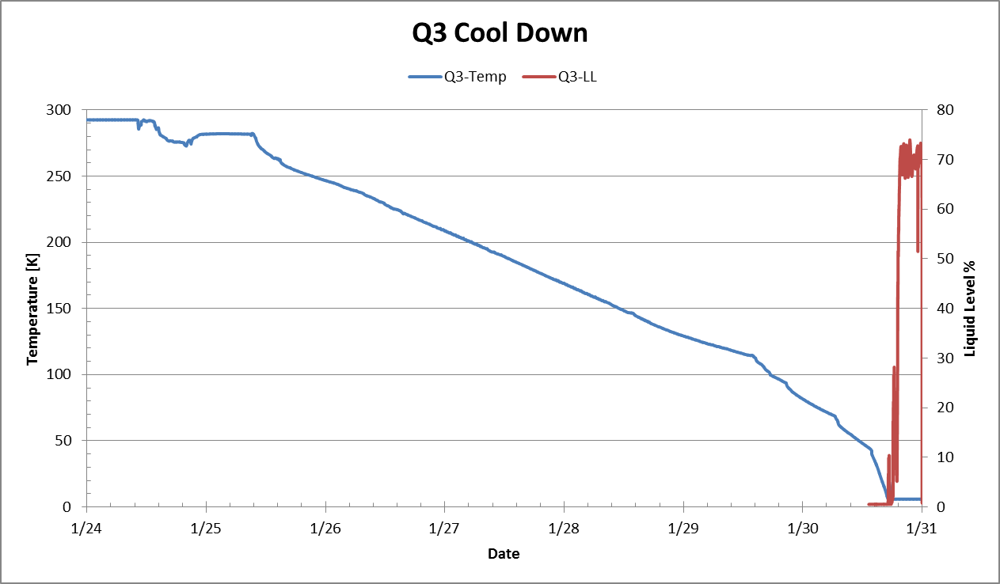 Q3 Cool Down
Q3-Temp Q3-LL
300 80
70
250
60
200
50
150 40
30
100
20
50
10
0 0
Temperature [K]
Liquid Level %
1/24 1/25 1/26 1/27 1/28 1/29 1/30 1/31
Date